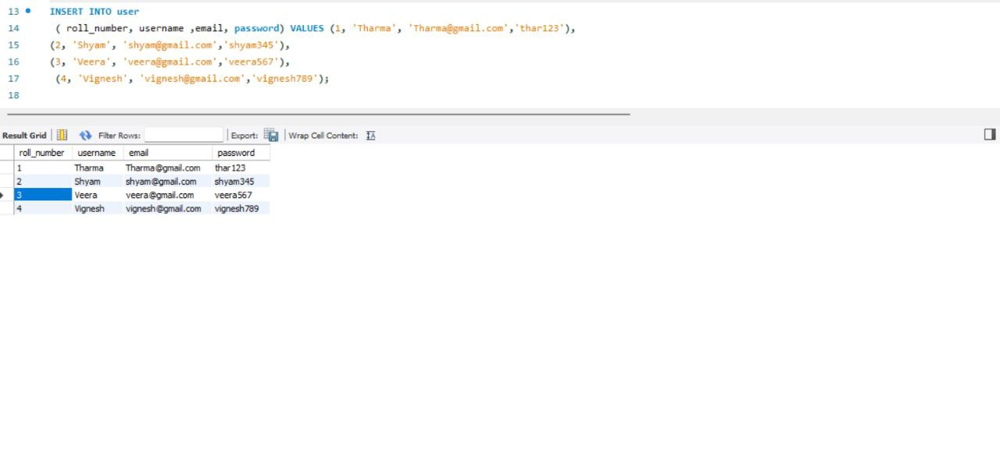 13 INSERT INTO user
14 ( roll_number, username ,email, password) VALUES (1, 'Tharma', 'Tharma@gmail.com','thar123'),
15 (2, 'Shyam', 'shyam@gmail.com','shyam345'),
16 (3, 'Veera', 'veera@gmail.com','veera567'),
17 (4, 'Vignesh', 'vignesh@gmail.com','vignesh789');
18
Result Grid Filter Rows: Export: Wrap Cell Content:
roll_number username email password
1 Tharma Tharma@gmail.com thar123
2 Shyam shyam@gmail.com shyam345
3 Veera veera@gmail.com veera567
4 Vignesh vignesh@gmail.com vignesh789